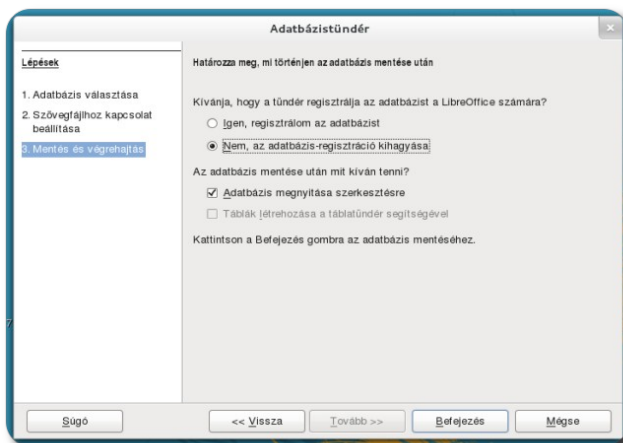 Adatbázistündér
Lépések
1. Adatbázis választása
2. Szövegfájlhoz kapcsolat
beállítása
3. Mentés és végrehajtás
Határozza meg, mi történjen az adatbázis mentése után
Kívánja, hogy a tündér regisztrálja az adatbázist a LibreOffice számára?
Igen, regisztrálom az adatbázist
Nem, az adatbázis-regisztráció kihagyása
Az adatbázis mentése után mit kíván tenni?
Adatbázis megnyitása szerkesztésre
Táblák létrehozása a táblatündér segítségével
Kattintson a Befejezés gombra az adatbázis mentéséhez.
7
Súgó
<< Vissza
Tovább >>
Befejezés
Mégse